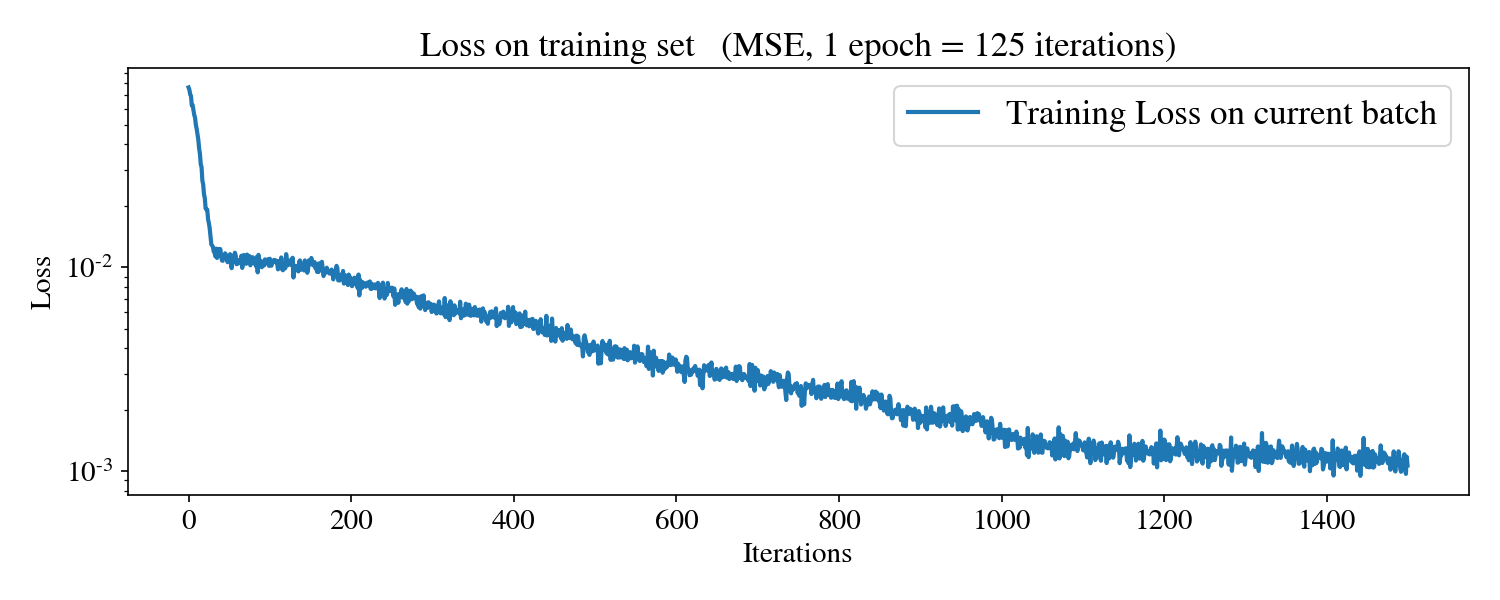 Loss on training set (MSE, 1 epoch = 125 iterations)
Training Loss on current batch
Loss
10-2
10-3
0 200 400 600 800 1000 1200 1400
Iterations